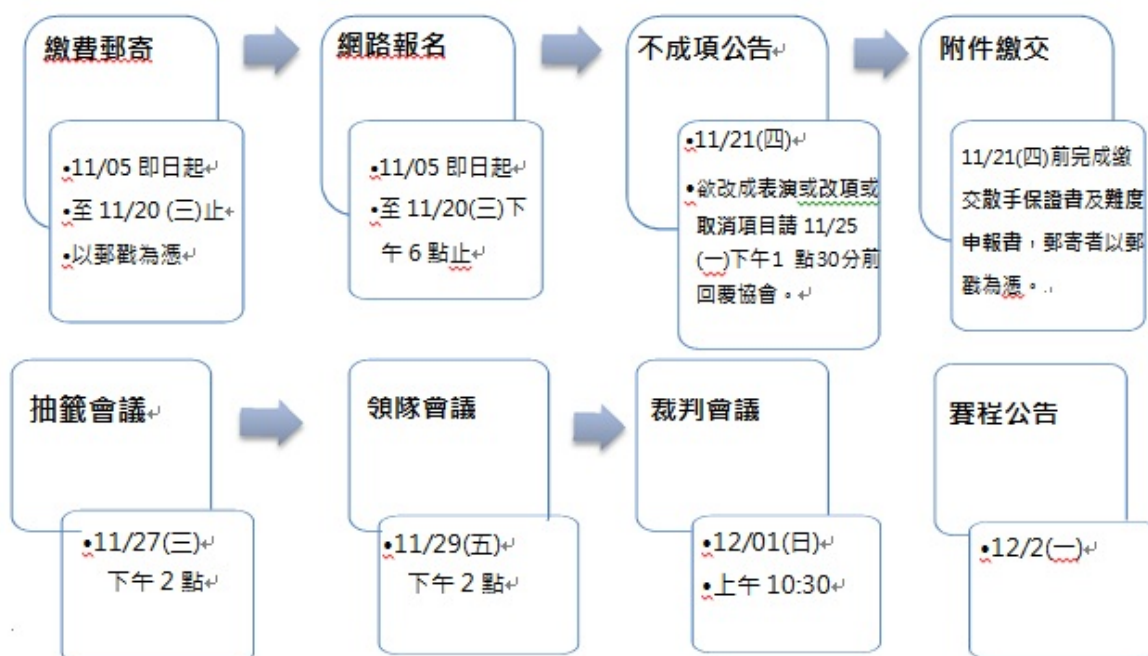 繳費郵寄
•11/05 即日起
•至 11/20 (三)止
•以郵戳為憑
網路報名
•11/05 即日起
•至 11/20(三)下
午 6 點止
不成項公告
•11/21(四)
•欲改成表演或改項或
取消項目請 11/25
(一)下午1 點30分前
回覆協會。
附件繳交
11/21(四)前完成繳
交散手保證書及難度
申報書，郵寄者以郵
戳為憑。
抽籤會議
•11/27(三)
下午 2 點
領隊會議
•11/29(五)
下午 2 點
裁判會議
•12/01(日)
•上午 10:30
賽程公告
•12/2(一)